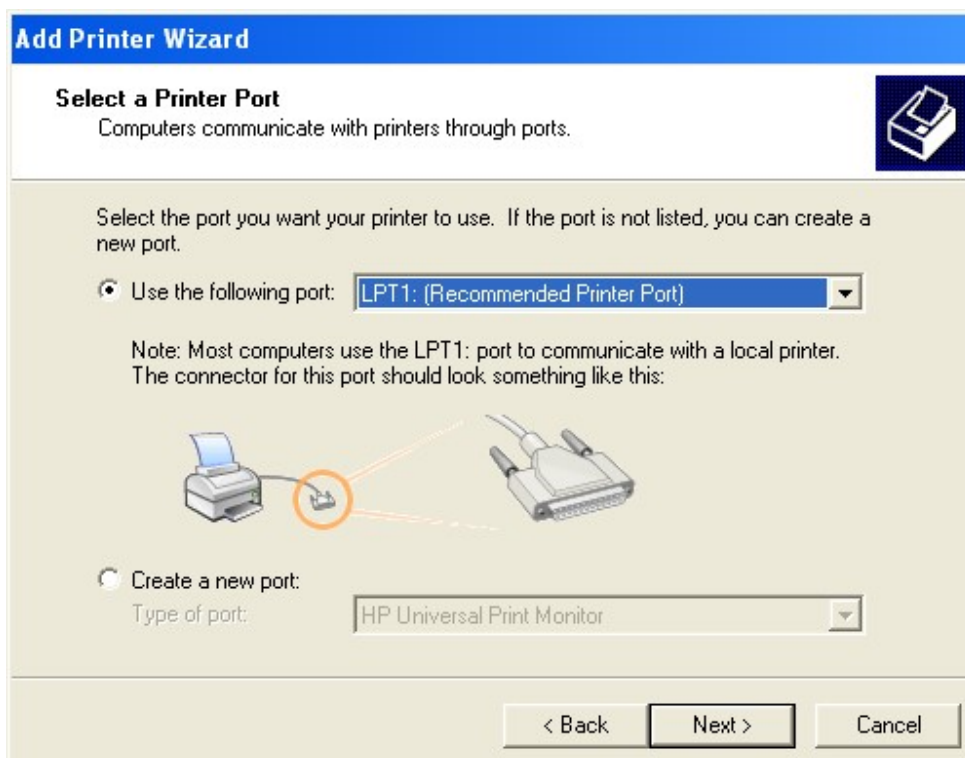 Add Printer Wizard
Select a Printer Port
Computers communicate with printers through ports.
Select the port you want your printer to use.  If the port is not listed, you can create a
new port.
Use the following port: LPT1: (Recommended Printer Port)
Note: Most computers use the LPT1: port to communicate with a local printer.
The connector for this port should look something like this:
Create a new port:
Type of port: HP Universal Print Monitor
< Back Next > Cancel